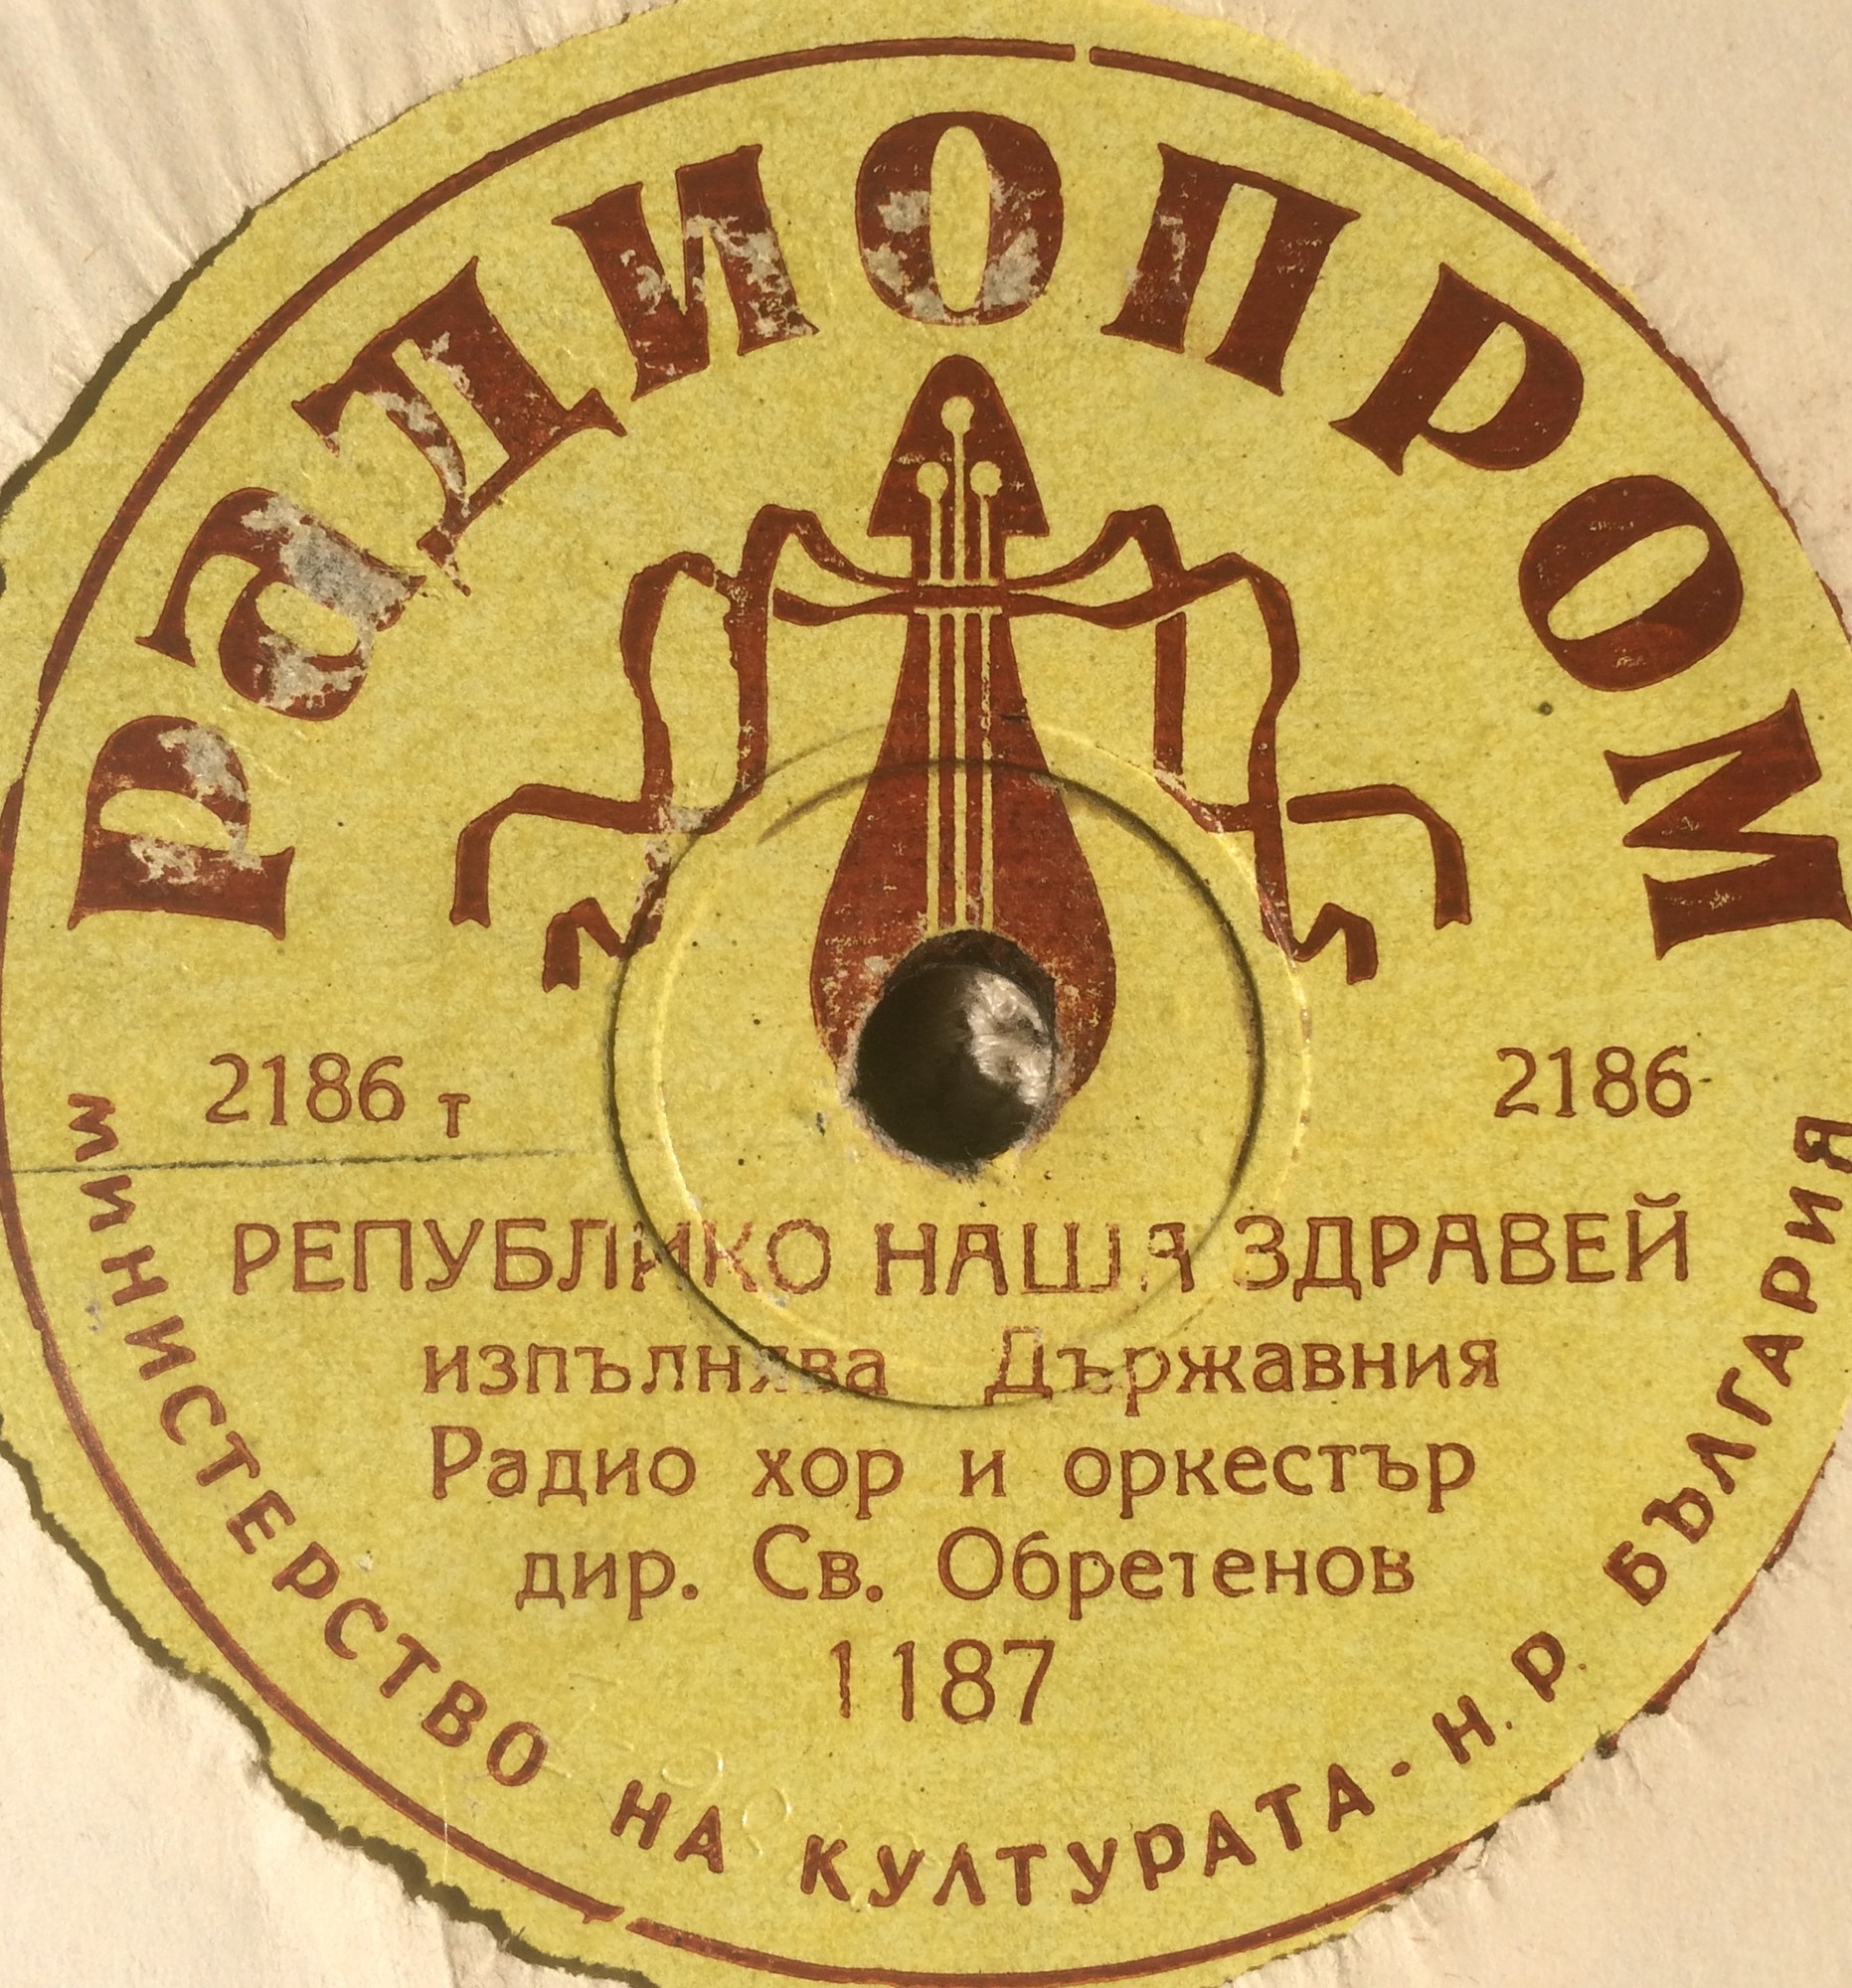 Радиопром
2186 т
2186
РЕПУБЛИКО НАША ЗДРАВЕЙ
изпълнява Държавния
Радио хор и оркестър
дир. Св. Обретенов
1187
МИНИСТЕРСТВО НА КУЛТУРАТА - Н. Р. БЪЛГАРИЯ